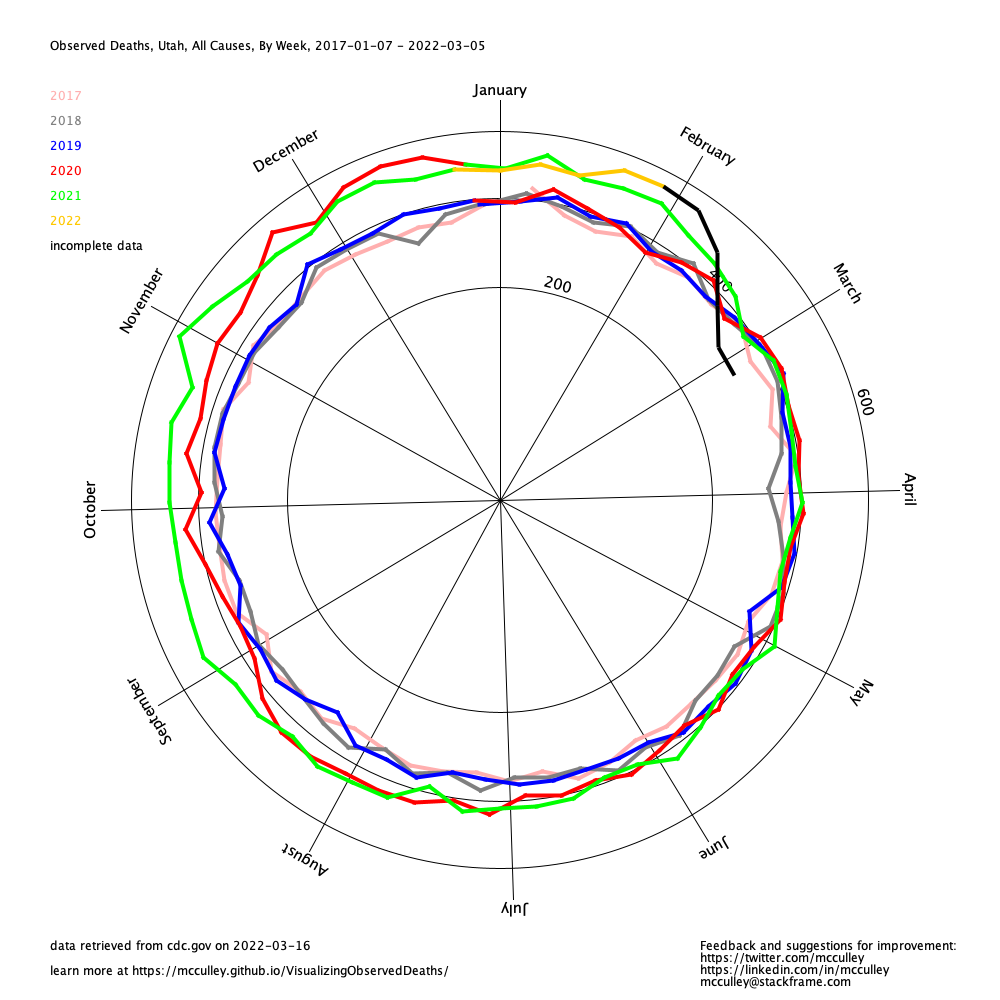 Observed Deaths, Utah, All Causes, By Week, 2017-01-07 - 2022-03-05
2017
2018
2019
2020
2021
2022
incomplete data
January
February
March
April
May
June
July
August
September
October
November
December
200
400
600
data retrieved from cdc.gov on 2022-03-16
learn more at https://mcculley.github.io/VisualizingObservedDeaths/
Feedback and suggestions for improvement:
https://twitter.com/mcculley
https://linkedin.com/in/mcculley
mcculley@stackframe.com